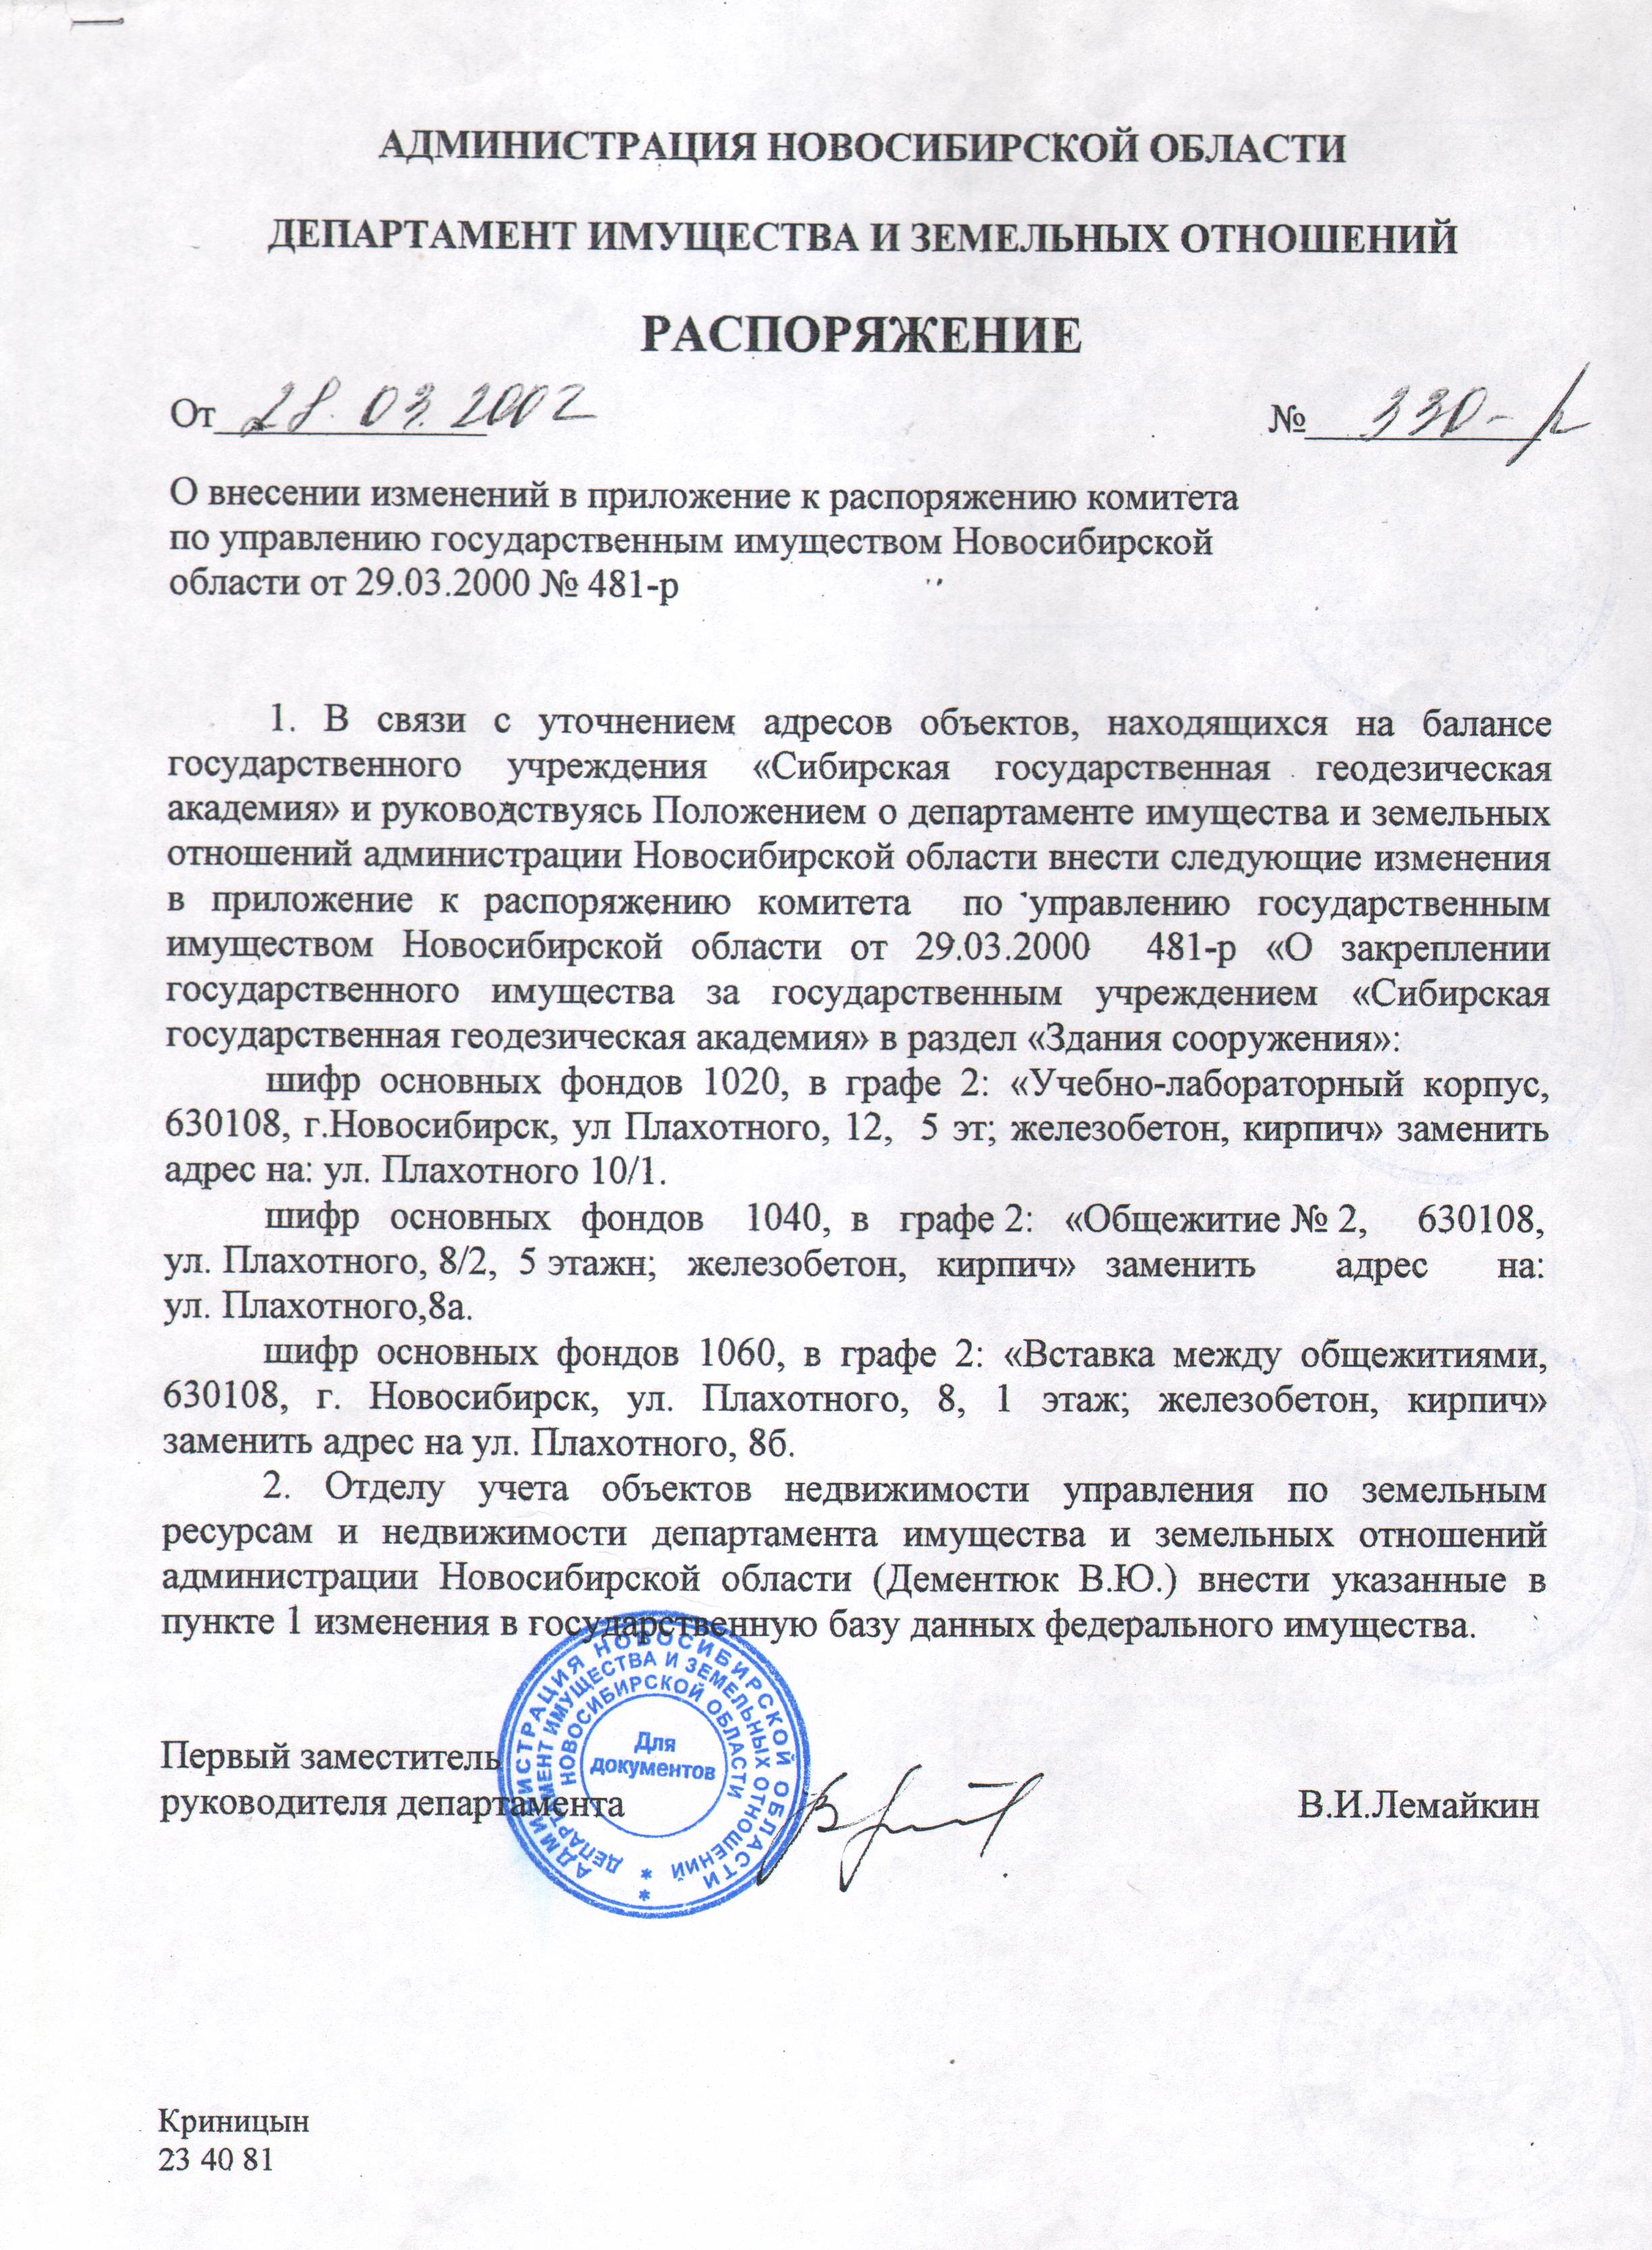 АДМИНИСТРАЦИЯ НОВОСИБИРСКОЙ ОБЛАСТИ
ДЕПАРТАМЕНТ ИМУЩЕСТВА И ЗЕМЕЛЬНЫХ ОТНОШЕНИЙ
РАСПОРЯЖЕНИЕ
От 28.03.2002 № 330-р
О внесении изменений в приложение к распоряжению комитета
по управлению государственным имуществом Новосибирской
области от 29.03.2000 № 481-р
1. В связи с уточнением адресов объектов, находящихся на балансе
государственного учреждения «Сибирская государственная геодезическая
академия» и руководствуясь Положением о департаменте имущества и земельных
отношений администрации Новосибирской области внести следующие изменения
в приложение к распоряжению комитета по управлению государственным
имуществом Новосибирской области от 29.03.2000 481-р «О закреплении
государственного имущества за государственным учреждением «Сибирская
государственная геодезическая академия» в раздел «Здания сооружения»:
шифр основных фондов 1020, в графе 2: «Учебно-лабораторный корпус,
630108, г.Новосибирск, ул Плахотного, 12, 5 эт; железобетон, кирпич» заменить
адрес на: ул. Плахотного 10/1.
шифр основных фондов 1040, в графе 2: «Общежитие № 2, 630108,
ул. Плахотного, 8/2, 5 этажн; железобетон, кирпич» заменить адрес на:
ул. Плахотного,8а.
шифр основных фондов 1060, в графе 2: «Вставка между общежитиями,
630108, г. Новосибирск, ул. Плахотного, 8, 1 этаж; железобетон, кирпич»
заменить адрес на ул. Плахотного, 8б.
2. Отделу учета объектов недвижимости управления по земельным
ресурсам и недвижимости департамента имущества и земельных отношений
администрации Новосибирской области (Дементюк В.Ю.) внести указанные в
пункте 1 изменения в государственную базу данных федерального имущества.
АДМИНИСТРАЦИЯ НОВОСИБИРСКОЙ ОБЛАСТИ *
ДЕПАРТАМЕНТ ИМУЩЕСТВА И ЗЕМЕЛЬНЫХ ОТНОШЕНИЙ *
НОВОСИБИРСКОЙ ОБЛАСТИ
Для
документов
Первый заместитель
руководителя департамента В.И.Лемайкин
Криницын
23 40 81